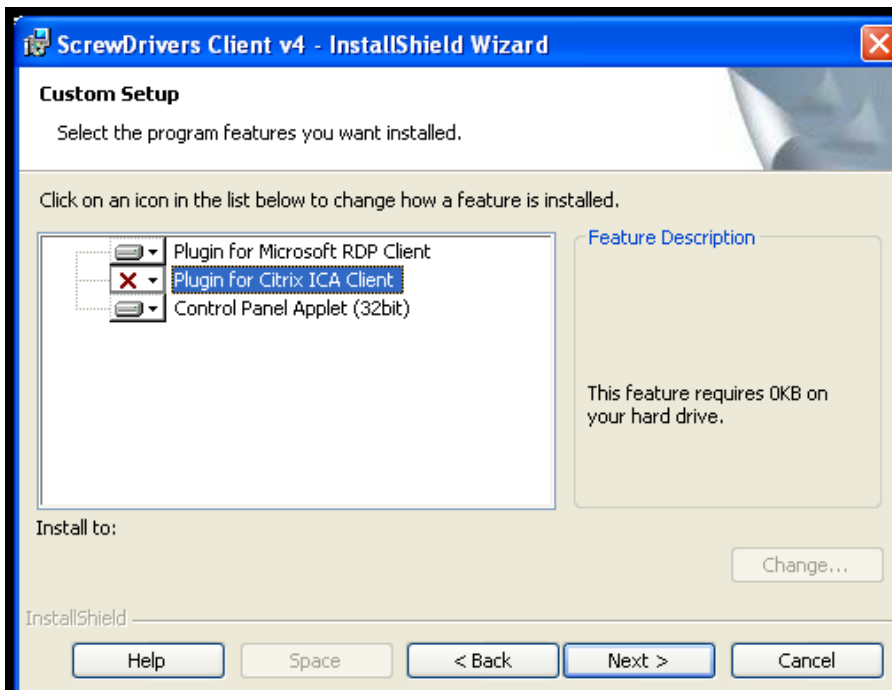 ScrewDrivers Client v4 - InstallShield Wizard
Custom Setup
Select the program features you want installed.
Click on an icon in the list below to change how a feature is installed.
Plugin for Microsoft RDP Client
Plugin for Citrix ICA Client
Control Panel Applet (32bit)
Feature Description
This feature requires 0KB on
your hard drive.
Install to:
Change...
InstallShield
Help
Space
< Back
Next >
Cancel